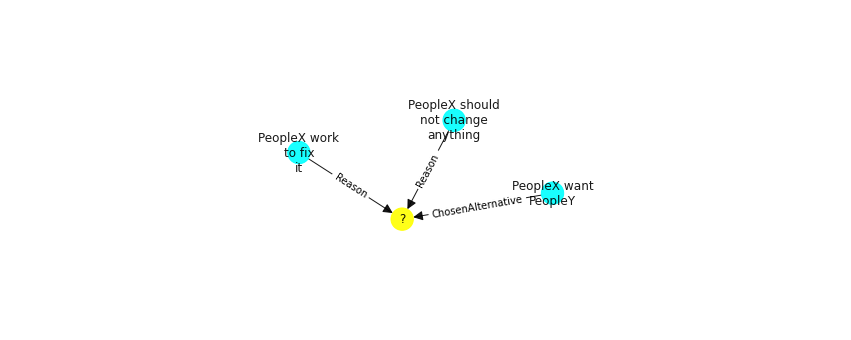 PeopleX should
not change
anything
PeopleX work
to fix
it
Reason
Reason
PeopleX want
PeopleY
ChosenAlternative
?